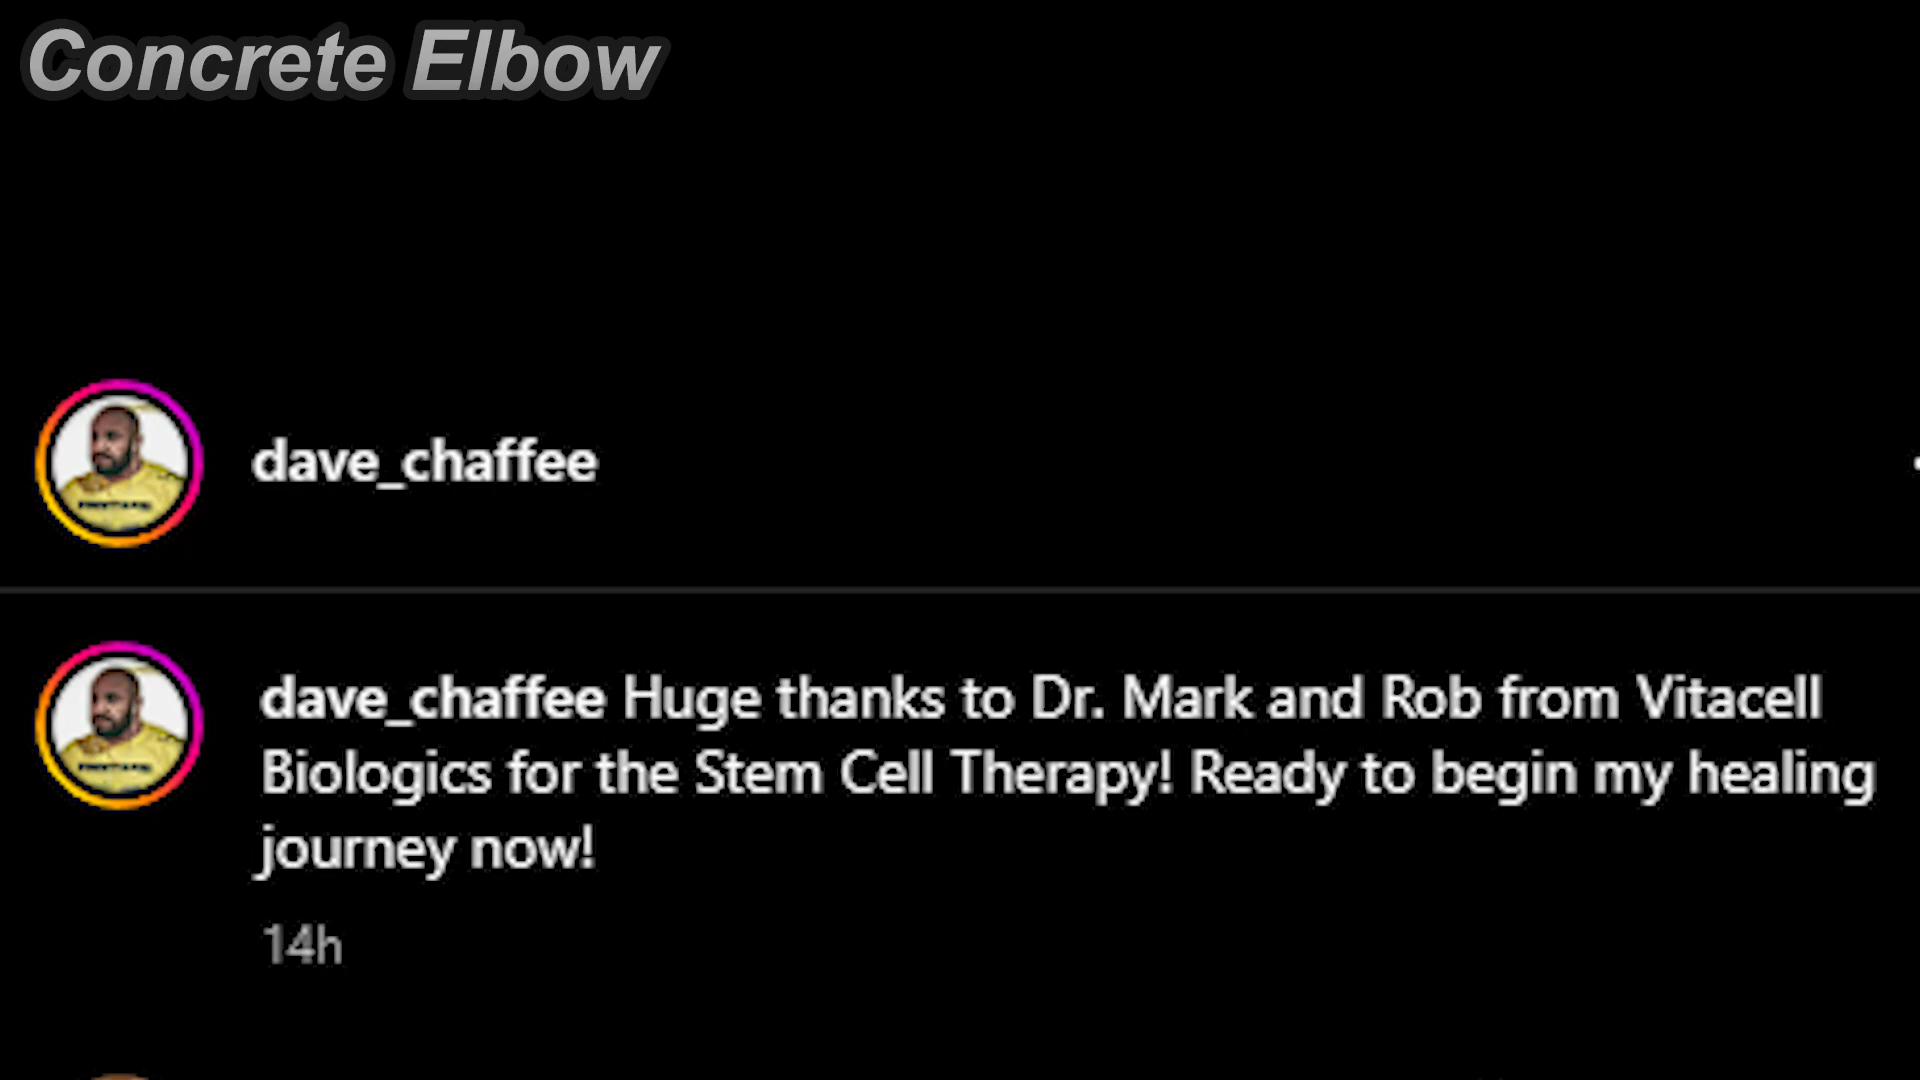 Concrete Elbow
dave_chaffee
dave_chaffee Huge thanks to Dr. Mark and Rob from Vitacell
Biologics for the Stem Cell Therapy! Ready to begin my healing
journey now!
14h